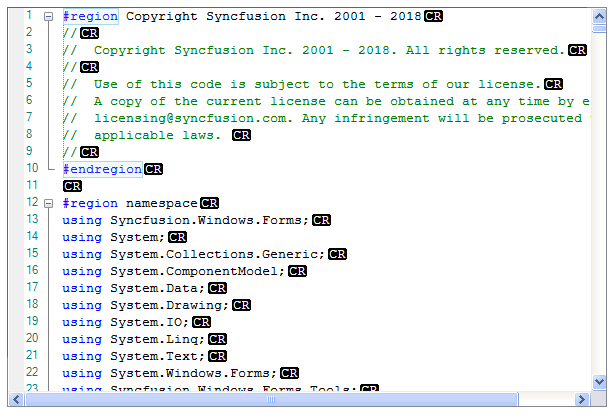 1 #region Copyright Syncfusion Inc. 2001 - 2018CR
2 //CR
3 //  Copyright Syncfusion Inc. 2001 - 2018. All rights reserved.CR
4 //CR
5 //  Use of this code is subject to the terms of our license.CR
6 //  A copy of the current license can be obtained at any time by e
7 //  licensing@syncfusion.com. Any infringement will be prosecuted
8 //  applicable laws. CR
9 //CR
10 #endregionCR
11 CR
12 #region namespaceCR
13 using Syncfusion.Windows.Forms;CR
14 using System;CR
15 using System.Collections.Generic;CR
16 using System.ComponentModel;CR
17 using System.Data;CR
18 using System.Drawing;CR
19 using System.IO;CR
20 using System.Linq;CR
21 using System.Text;CR
22 using System.Windows.Forms;CR
23 using Syncfusion.Windows.Forms.Tools;CR